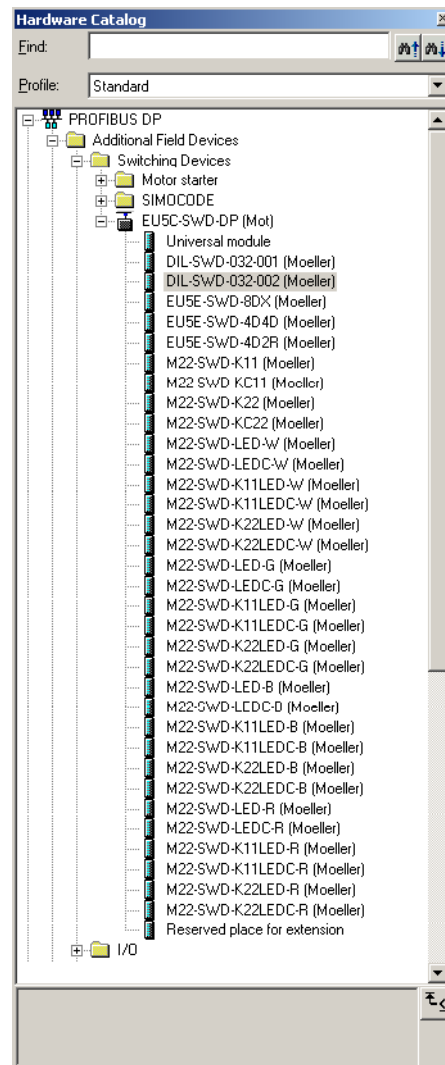 Hardware Catalog
Find:
Profile: Standard
PROFIBUS DP
Additional Field Devices
Switching Devices
Motor starter
SIMOCODE
EU5C-SWD-DP (Mot)
Universal module
DIL-SWD-032-001 (Moeller)
DIL-SWD-032-002 (Moeller)
EU5E-SWD-8DX (Moeller)
EU5E-SWD-4D4D (Moeller)
EU5E-SWD-4D2R (Moeller)
M22-SWD-K11 (Moeller)
M22-SWD-KC11 (Moeller)
M22-SWD-K22 (Moeller)
M22-SWD-KC22 (Moeller)
M22-SWD-LED-W (Moeller)
M22-SWD-LEDC-W (Moeller)
M22-SWD-K11LED-W (Moeller)
M22-SWD-K11LEDC-W (Moeller)
M22-SWD-K22LED-W (Moeller)
M22-SWD-K22LEDC-W (Moeller)
M22-SWD-LED-G (Moeller)
M22-SWD-LEDC-G (Moeller)
M22-SWD-K11LED-G (Moeller)
M22-SWD-K11LEDC-G (Moeller)
M22-SWD-K22LED-G (Moeller)
M22-SWD-K22LEDC-G (Moeller)
M22-SWD-LED-B (Moeller)
M22-SWD-LEDC-B (Moeller)
M22-SWD-K11LED-B (Moeller)
M22-SWD-K11LEDC-B (Moeller)
M22-SWD-K22LED-B (Moeller)
M22-SWD-K22LEDC-B (Moeller)
M22-SWD-LED-R (Moeller)
M22-SWD-LEDC-R (Moeller)
M22-SWD-K11LED-R (Moeller)
M22-SWD-K11LEDC-R (Moeller)
M22-SWD-K22LED-R (Moeller)
M22-SWD-K22LEDC-R (Moeller)
Reserved place for extension
I/O